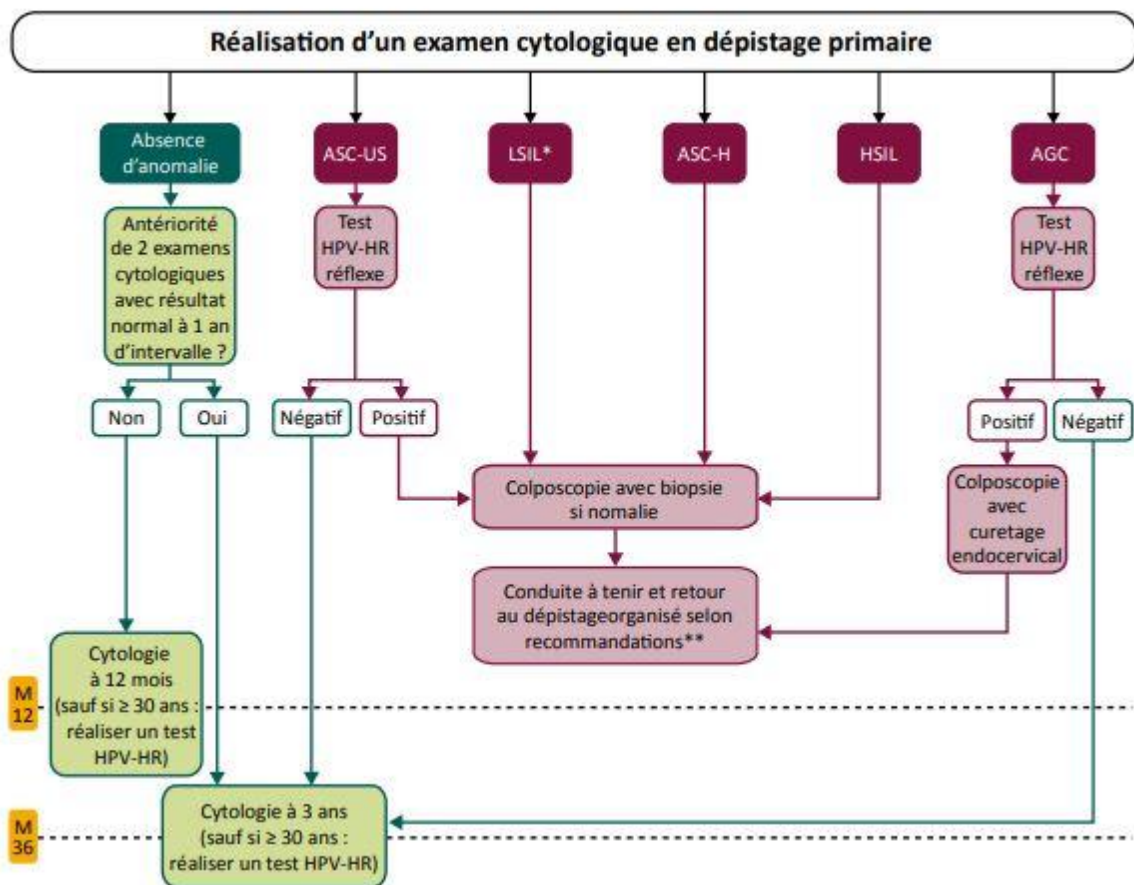 Réalisation d'un examen cytologique en dépistage primaire
Absence
d'anomalie
ASC-US
LSIL*
ASC-H
HSIL
AGC
Antériorité
de 2 examens
cytologiques
avec résultat
normal à 1 an
d'intervalle ?
Test
HPV-HR
réflexe
Test
HPV-HR
réflexe
Non
Oui
Négatif
Positif
Positif
Négatif
Colposcopie avec biopsie
si nomalie
Colposcopie
avec
curetage
endocervical
Conduite à tenir et retour
au dépistageorganisé selon
recommandations**
Cytologie
à 12 mois
(sauf si ≥ 30 ans :
réaliser un test
HPV-HR)
M
12
Cytologie à 3 ans
(sauf si ≥ 30 ans :
réaliser un test HPV-HR)
M
36